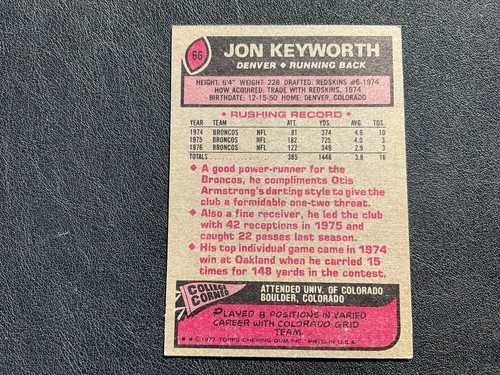 66
JON KEYWORTH
DENVER ◆ RUNNING BACK
HEIGHT: 6'4" WEIGHT: 228 DRAFTED: REDSKINS #6-1974
HOW ACQUIRED: TRADE WITH REDSKINS, 1974
BIRTHDATE: 12-15-50 HOME: DENVER, COLORADO
• RUSHING RECORD •
YEAR TEAM ATT. YDS. AVG. TDS.
1974 BRONCOS NFL 81 374 4.6 10
1975 BRONCOS NFL 182 725 4.0 3
1976 BRONCOS NFL 122 349 2.9 3
TOTALS 385 1448 3.8 16
◆ A good power-runner for the
Broncos, he compliments Otis
Armstrong's darting style to give the
club a formidable one-two threat.
◆ Also a fine receiver, he led the club
with 42 receptions in 1975 and
caught 22 passes last season.
◆ His top individual game came in 1974
win at Oakland when he carried 15
times for 148 yards in the contest.
COLLEGE
CORNER
ATTENDED UNIV. OF COLORADO
BOULDER, COLORADO
PLAYED 8 POSITIONS IN VARIED
CAREER WITH COLORADO GRID
TEAM.
* * © 1977 TOPPS CHEWING GUM, INC. PRTD. IN U.S.A.